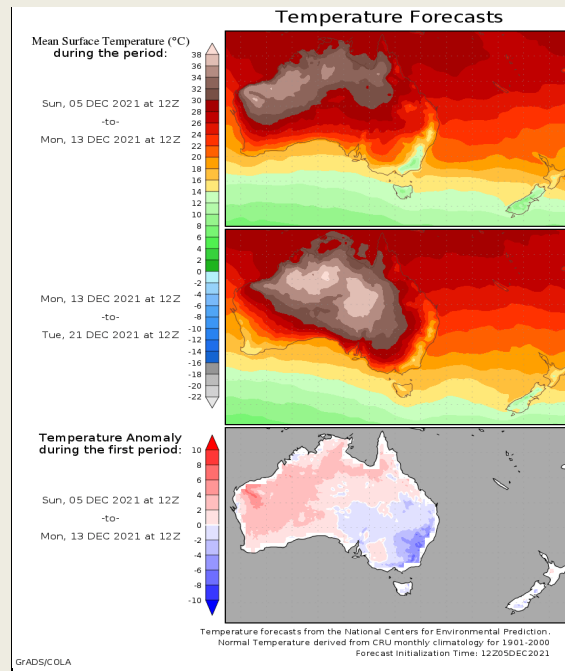 Temperature Forecasts
Mean Surface Temperature (°C)
during the period:
Sun, 05 DEC 2021 at 12Z
-to-
Mon, 13 DEC 2021 at 12Z
38
36
34
32
30
28
26
24
22
20
18
16
14
12
10
8
6
4
2
0
-2
-4
-6
-8
-10
-12
-14
-16
-18
-20
-22
Mon, 13 DEC 2021 at 12Z
-to-
Tue, 21 DEC 2021 at 12Z
Temperature Anomaly
during the first period:
Sun, 05 DEC 2021 at 12Z
-to-
Mon, 13 DEC 2021 at 12Z
10
8
6
4
2
0
-2
-4
-6
-8
-10
Temperature forecasts from the National Centers for Environmental Prediction.
Normal Temperature derived from CRU monthly climatology for 1901-2000
Forecast Initialization Time: 12Z05DEC2021
GrADS/COLA